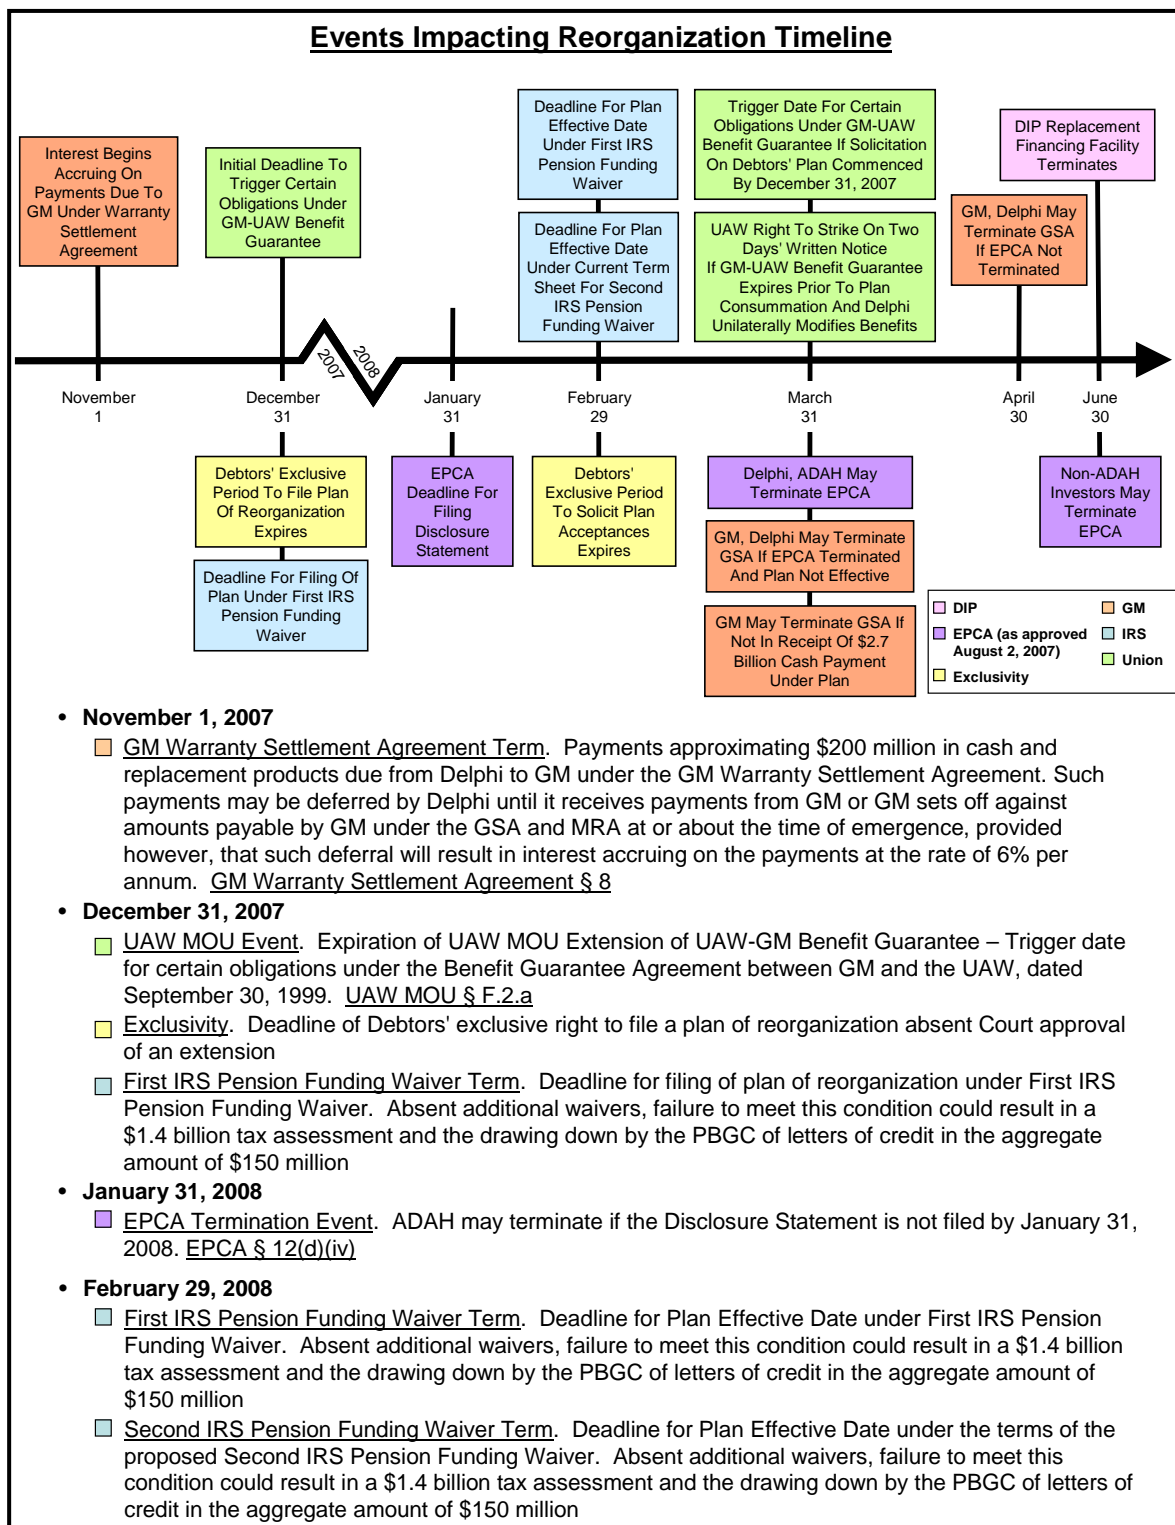 Events Impacting Reorganization Timeline
Interest Begins
Accruing On
Payments Due To
GM Under Warranty
Settlement
Agreement
Initial Deadline To
Trigger Certain
Obligations Under
GM-UAW Benefit
Guarantee
Deadline For Plan
Effective Date
Under First IRS
Pension Funding
Waiver
Deadline For Plan
Effective Date
Under Current Term
Sheet For Second
IRS Pension
Funding Waiver
Trigger Date For Certain
Obligations Under GM-UAW
Benefit Guarantee If Solicitation
On Debtors' Plan Commenced
By December 31, 2007
UAW Right To Strike On Two
Days' Written Notice
If GM-UAW Benefit Guarantee
Expires Prior To Plan
Consummation And Delphi
Unilaterally Modifies Benefits
GM, Delphi May
Terminate GSA
If EPCA Not
Terminated
DIP Replacement
Financing Facility
Terminates
2007
2008
November
1
December
31
January
31
February
29
March
31
April
30
June
30
Debtors' Exclusive
Period To File Plan
Of Reorganization
Expires
Deadline For Filing Of
Plan Under First IRS
Pension Funding
Waiver
EPCA
Deadline For
Filing
Disclosure
Statement
Debtors'
Exclusive Period
To Solicit Plan
Acceptances
Expires
Delphi, ADAH May
Terminate EPCA
GM, Delphi May Terminate
GSA If EPCA Terminated
And Plan Not Effective
GM May Terminate GSA If
Not In Receipt Of $2.7
Billion Cash Payment
Under Plan
Non-ADAH
Investors May
Terminate
EPCA
DIP
EPCA (as approved
August 2, 2007)
Exclusivity
GM
IRS
Union
• November 1, 2007
GM Warranty Settlement Agreement Term. Payments approximating $200 million in cash and
replacement products due from Delphi to GM under the GM Warranty Settlement Agreement. Such
payments may be deferred by Delphi until it receives payments from GM or GM sets off against
amounts payable by GM under the GSA and MRA at or about the time of emergence, provided
however, that such deferral will result in interest accruing on the payments at the rate of 6% per
annum. GM Warranty Settlement Agreement § 8
• December 31, 2007
UAW MOU Event. Expiration of UAW MOU Extension of UAW-GM Benefit Guarantee – Trigger date
for certain obligations under the Benefit Guarantee Agreement between GM and the UAW, dated
September 30, 1999. UAW MOU § F.2.a
Exclusivity. Deadline of Debtors' exclusive right to file a plan of reorganization absent Court approval
of an extension
First IRS Pension Funding Waiver Term. Deadline for filing of plan of reorganization under First IRS
Pension Funding Waiver. Absent additional waivers, failure to meet this condition could result in a
$1.4 billion tax assessment and the drawing down by the PBGC of letters of credit in the aggregate
amount of $150 million
• January 31, 2008
EPCA Termination Event. ADAH may terminate if the Disclosure Statement is not filed by January 31,
2008. EPCA § 12(d)(iv)
• February 29, 2008
First IRS Pension Funding Waiver Term. Deadline for Plan Effective Date under First IRS Pension
Funding Waiver. Absent additional waivers, failure to meet this condition could result in a $1.4 billion
tax assessment and the drawing down by the PBGC of letters of credit in the aggregate amount of
$150 million
Second IRS Pension Funding Waiver Term. Deadline for Plan Effective Date under the terms of the
proposed Second IRS Pension Funding Waiver. Absent additional waivers, failure to meet this
condition could result in a $1.4 billion tax assessment and the drawing down by the PBGC of letters of
credit in the aggregate amount of $150 million